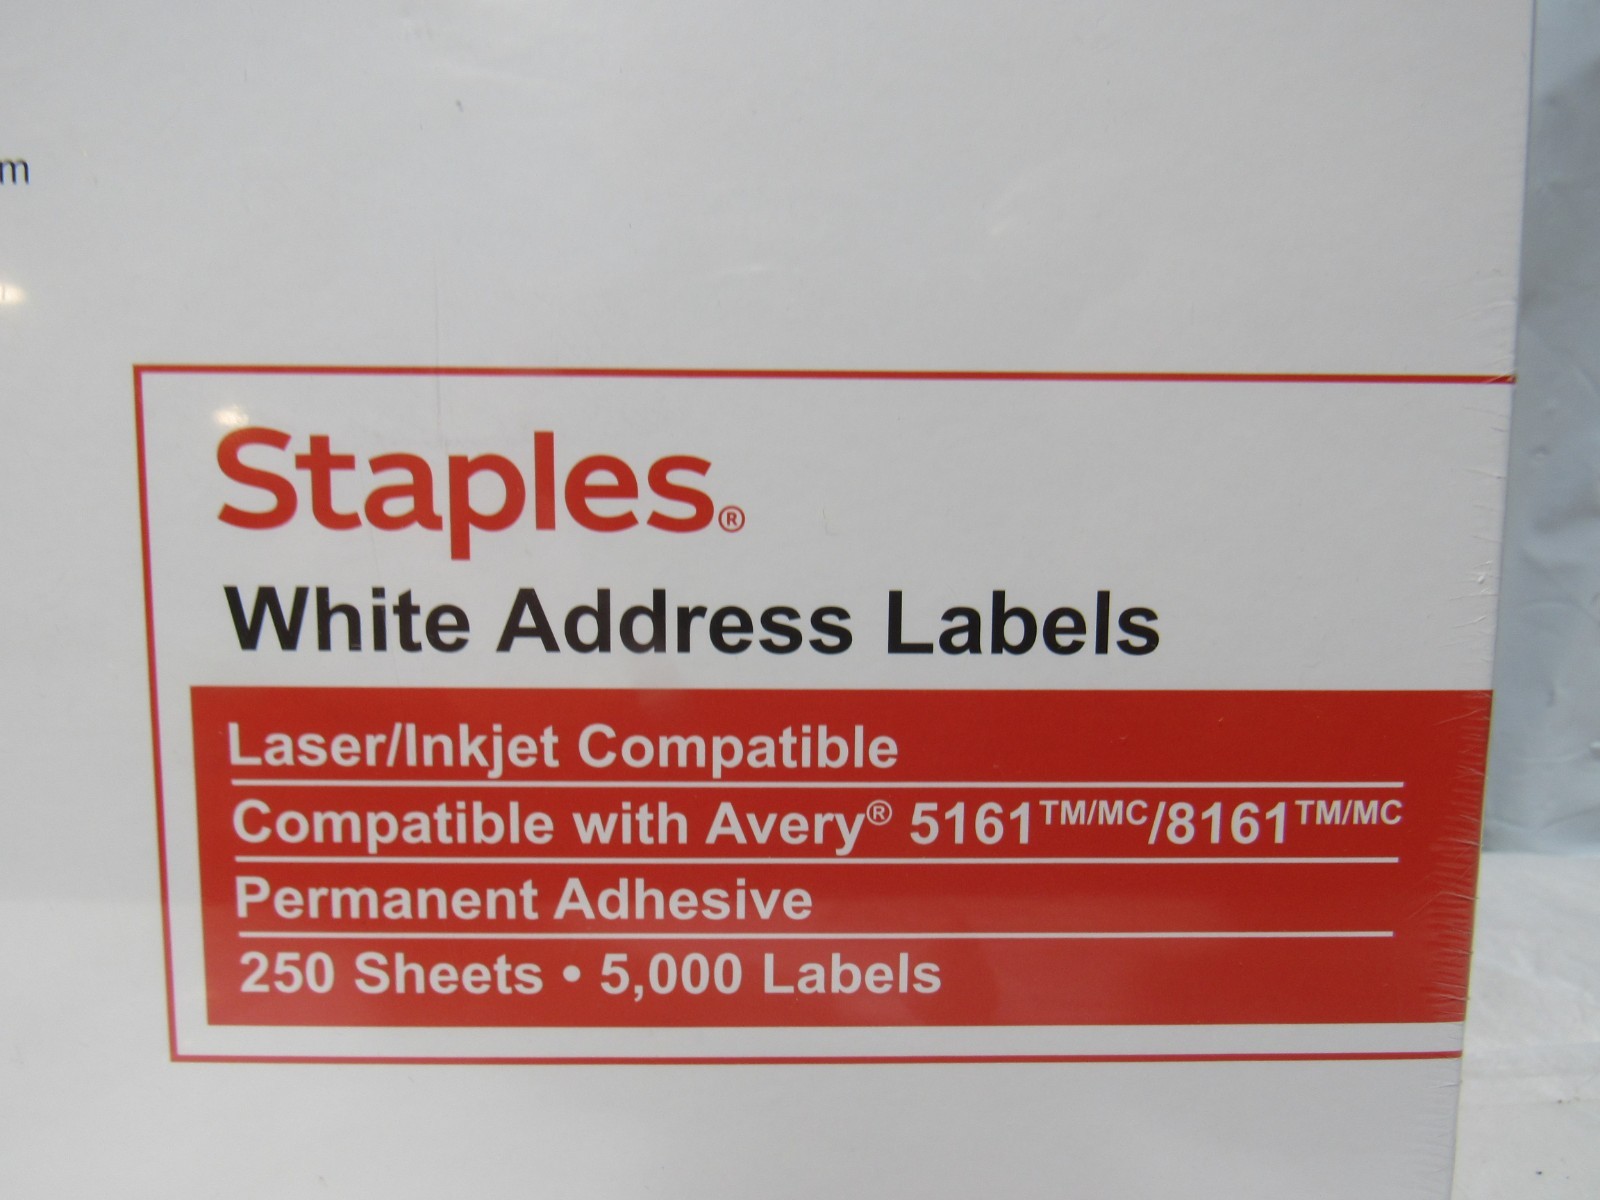 m
Staples®
White Address Labels
Laser/Inkjet Compatible
Compatible with Avery® 5161™/MC/8161™/MC
Permanent Adhesive
250 Sheets • 5,000 Labels